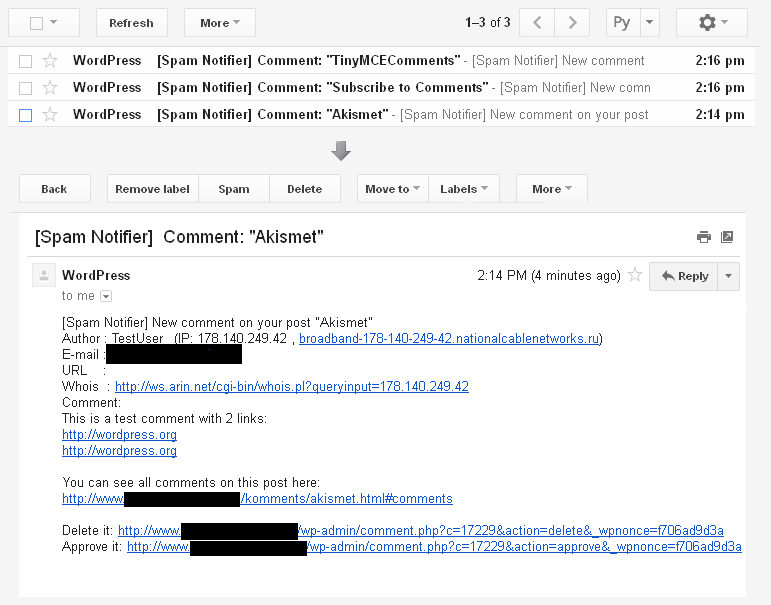 Refresh More 1–3 of 3 Py
WordPress [Spam Notifier] Comment: "TinyMCEComments" - [Spam Notifier] New comment 2:16 pm
WordPress [Spam Notifier] Comment: "Subscribe to Comments" - [Spam Notifier] New comn 2:16 pm
WordPress [Spam Notifier] Comment: "Akismet" - [Spam Notifier] New comment on your post 2:14 pm
Back Remove label Spam Delete Move to Labels More
[Spam Notifier] Comment: "Akismet"
WordPress 2:14 PM (4 minutes ago) Reply
to me
[Spam Notifier] New comment on your post "Akismet"
Author : TestUser (IP: 178.140.249.42 , broadband-178-140-249-42.nationalcablenetworks.ru)
E-mail :
URL :
Whois : http://ws.arin.net/cgi-bin/whois.pl?queryinput=178.140.249.42
Comment:
This is a test comment with 2 links:
http://wordpress.org
http://wordpress.org
You can see all comments on this post here:
http://www. /komments/akismet.html#comments
Delete it: http://www. /wp-admin/comment.php?c=17229&action=delete&_wpnonce=f706ad9d3a
Approve it: http://www. /wp-admin/comment.php?c=17229&action=approve&_wpnonce=f706ad9d3a